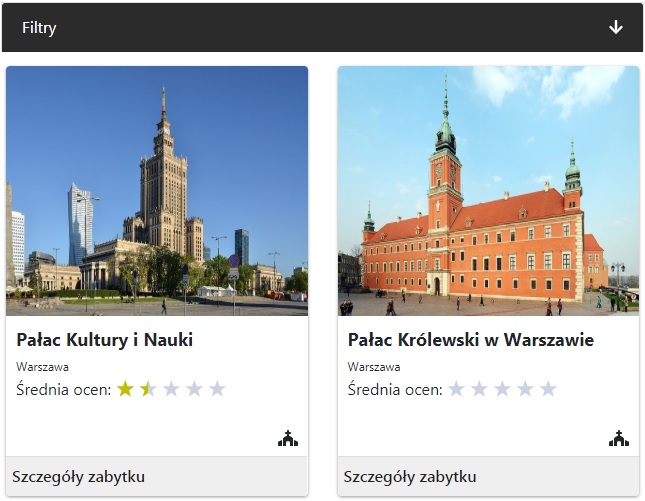 Filtry
Pałac Kultury i Nauki
Warszawa
Średnia ocen:
Szczegóły zabytku
Pałac Królewski w Warszawie
Warszawa
Średnia ocen:
Szczegóły zabytku